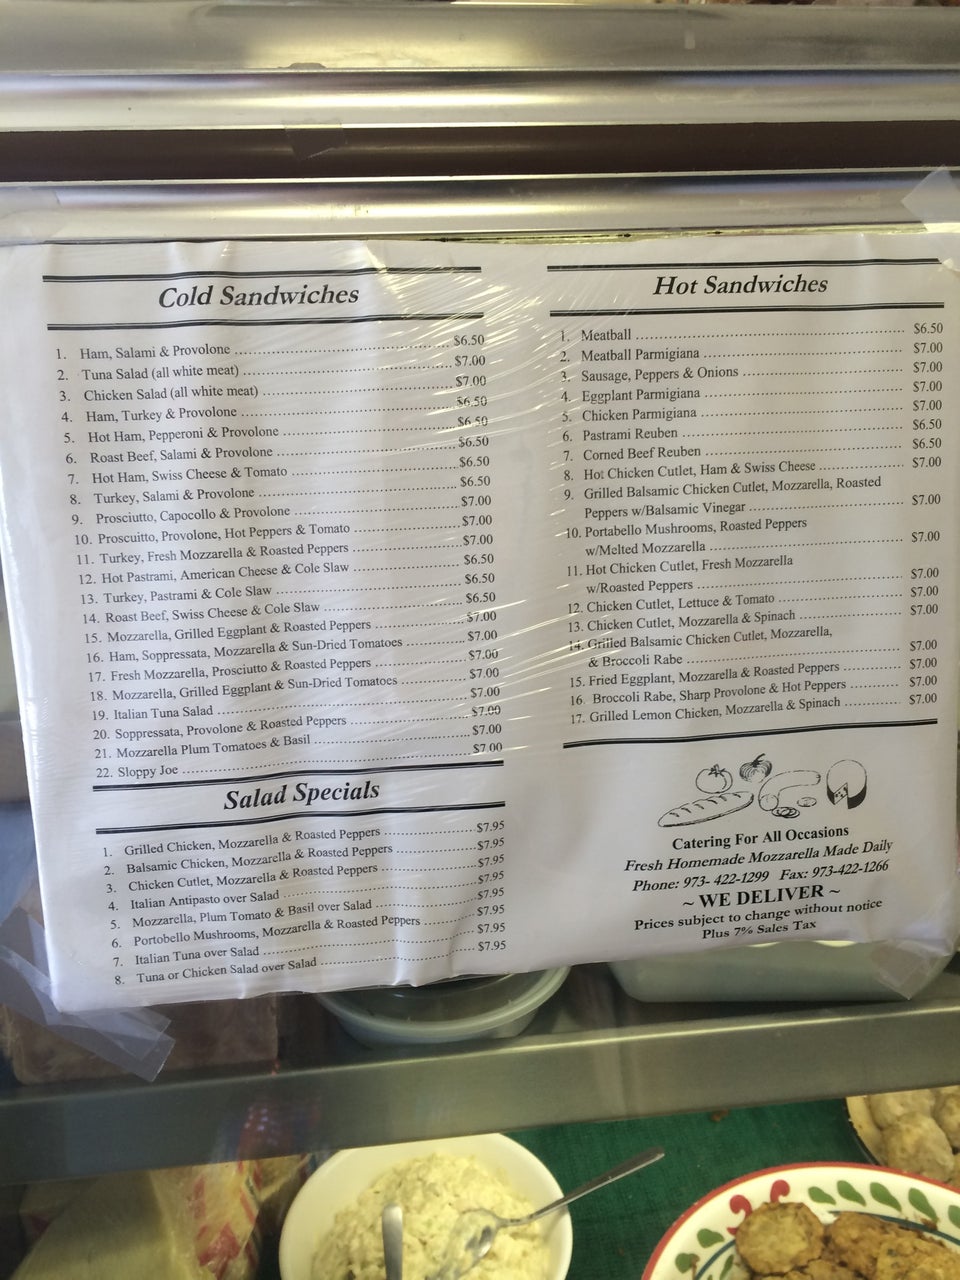 Cold Sandwiches
1. Ham, Salami & Provolone $6.50
2. Tuna Salad (all white meat) $7.00
3. Chicken Salad (all white meat) $7.00
4. Ham, Turkey & Provolone $6.50
5. Hot Ham, Pepperoni & Provolone $6.50
6. Roast Beef, Salami & Provolone $6.50
7. Hot Ham, Swiss Cheese & Tomato $6.50
8. Turkey, Salami & Provolone $6.50
9. Prosciutto, Capocollo & Provolone $7.00
10. Proscuitto, Provolone, Hot Peppers & Tomato $7.00
11. Turkey, Fresh Mozzarella & Roasted Peppers $7.00
12. Hot Pastrami, American Cheese & Cole Slaw $6.50
13. Turkey, Pastrami & Cole Slaw $6.50
14. Roast Beef, Swiss Cheese & Cole Slaw $6.50
15. Mozzarella, Grilled Eggplant & Roasted Peppers $7.00
16. Ham, Soppressata, Mozzarella & Sun-Dried Tomatoes $7.00
17. Fresh Mozzarella, Prosciutto & Roasted Peppers $7.00
18. Mozzarella, Grilled Eggplant & Sun-Dried Tomatoes $7.00
19. Italian Tuna Salad $7.00
20. Soppressata, Provolone & Roasted Peppers $7.00
21. Mozzarella Plum Tomatoes & Basil $7.00
22. Sloppy Joe $7.00
Salad Specials
1. Grilled Chicken, Mozzarella & Roasted Peppers $7.95
2. Balsamic Chicken, Mozzarella & Roasted Peppers $7.95
3. Chicken Cutlet, Mozzarella & Roasted Peppers $7.95
4. Italian Antipasto over Salad $7.95
5. Mozzarella, Plum Tomato & Basil over Salad $7.95
6. Portobello Mushrooms, Mozzarella & Roasted Peppers $7.95
7. Italian Tuna over Salad $7.95
8. Tuna or Chicken Salad over Salad $7.95
Hot Sandwiches
1. Meatball $6.50
2. Meatball Parmigiana $7.00
3. Sausage, Peppers & Onions $7.00
4. Eggplant Parmigiana $7.00
5. Chicken Parmigiana $7.00
6. Pastrami Reuben $6.50
7. Corned Beef Reuben $6.50
8. Hot Chicken Cutlet, Ham & Swiss Cheese $7.00
9. Grilled Balsamic Chicken Cutlet, Mozzarella, Roasted
Peppers w/Balsamic Vinegar $7.00
10. Portabello Mushrooms, Roasted Peppers
w/Melted Mozzarella $7.00
11. Hot Chicken Cutlet, Fresh Mozzarella
w/Roasted Peppers $7.00
12. Chicken Cutlet, Lettuce & Tomato $7.00
13. Chicken Cutlet, Mozzarella & Spinach $7.00
14. Grilled Balsamic Chicken Cutlet, Mozzarella,
& Broccoli Rabe $7.00
15. Fried Eggplant, Mozzarella & Roasted Peppers $7.00
16. Broccoli Rabe, Sharp Provolone & Hot Peppers $7.00
17. Grilled Lemon Chicken, Mozzarella & Spinach $7.00
Catering For All Occasions
Fresh Homemade Mozzarella Made Daily
Phone: 973- 422-1299 Fax: 973-422-1266
~ WE DELIVER ~
Prices subject to change without notice
Plus 7% Sales Tax